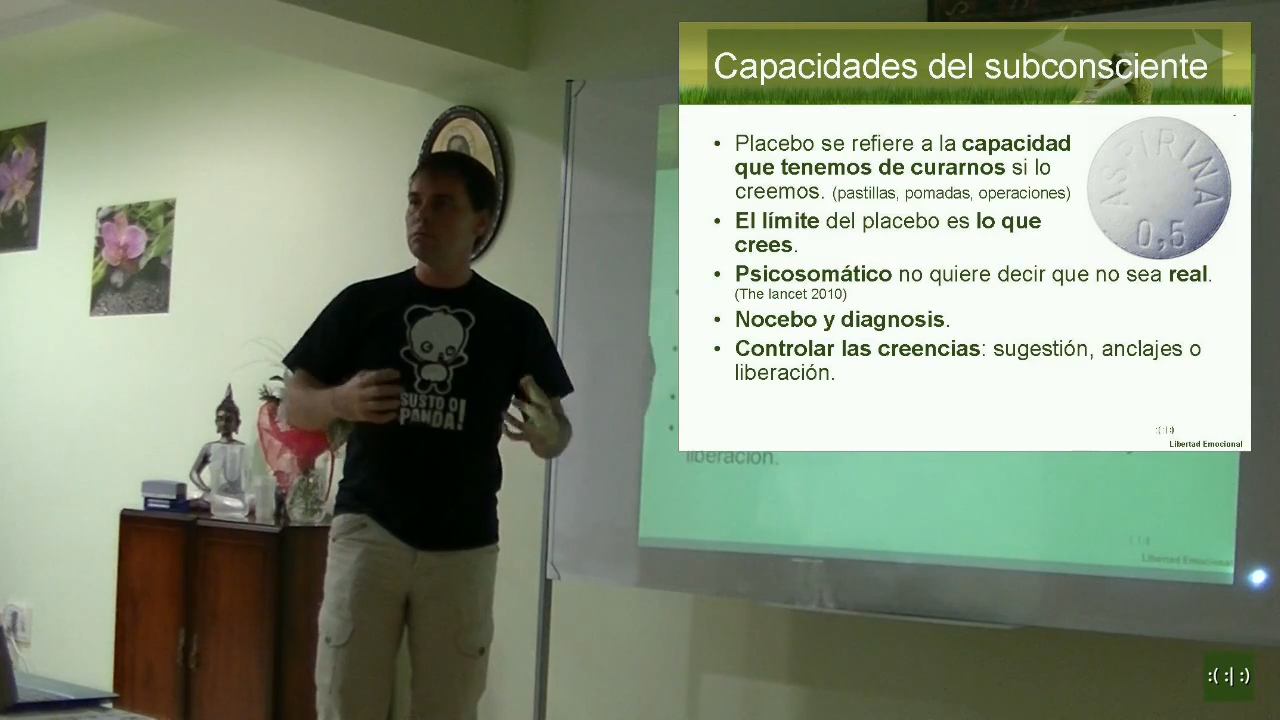 Capacidades del subconsciente
• Placebo se refiere a la capacidad
que tenemos de curarnos si lo
creemos. (pastillas, pomadas, operaciones)
• El límite del placebo es lo que
crees.
• Psicosomático no quiere decir que no sea real.
(The lancet 2010)
• Nocebo y diagnosis.
• Controlar las creencias: sugestión, anclajes o
liberación.
ASPIRINA
0,5
:(:|:)
Libertad Emocional
SUSTO O
PANDA!
liberación.
Libertad Emocional
:( :| :)